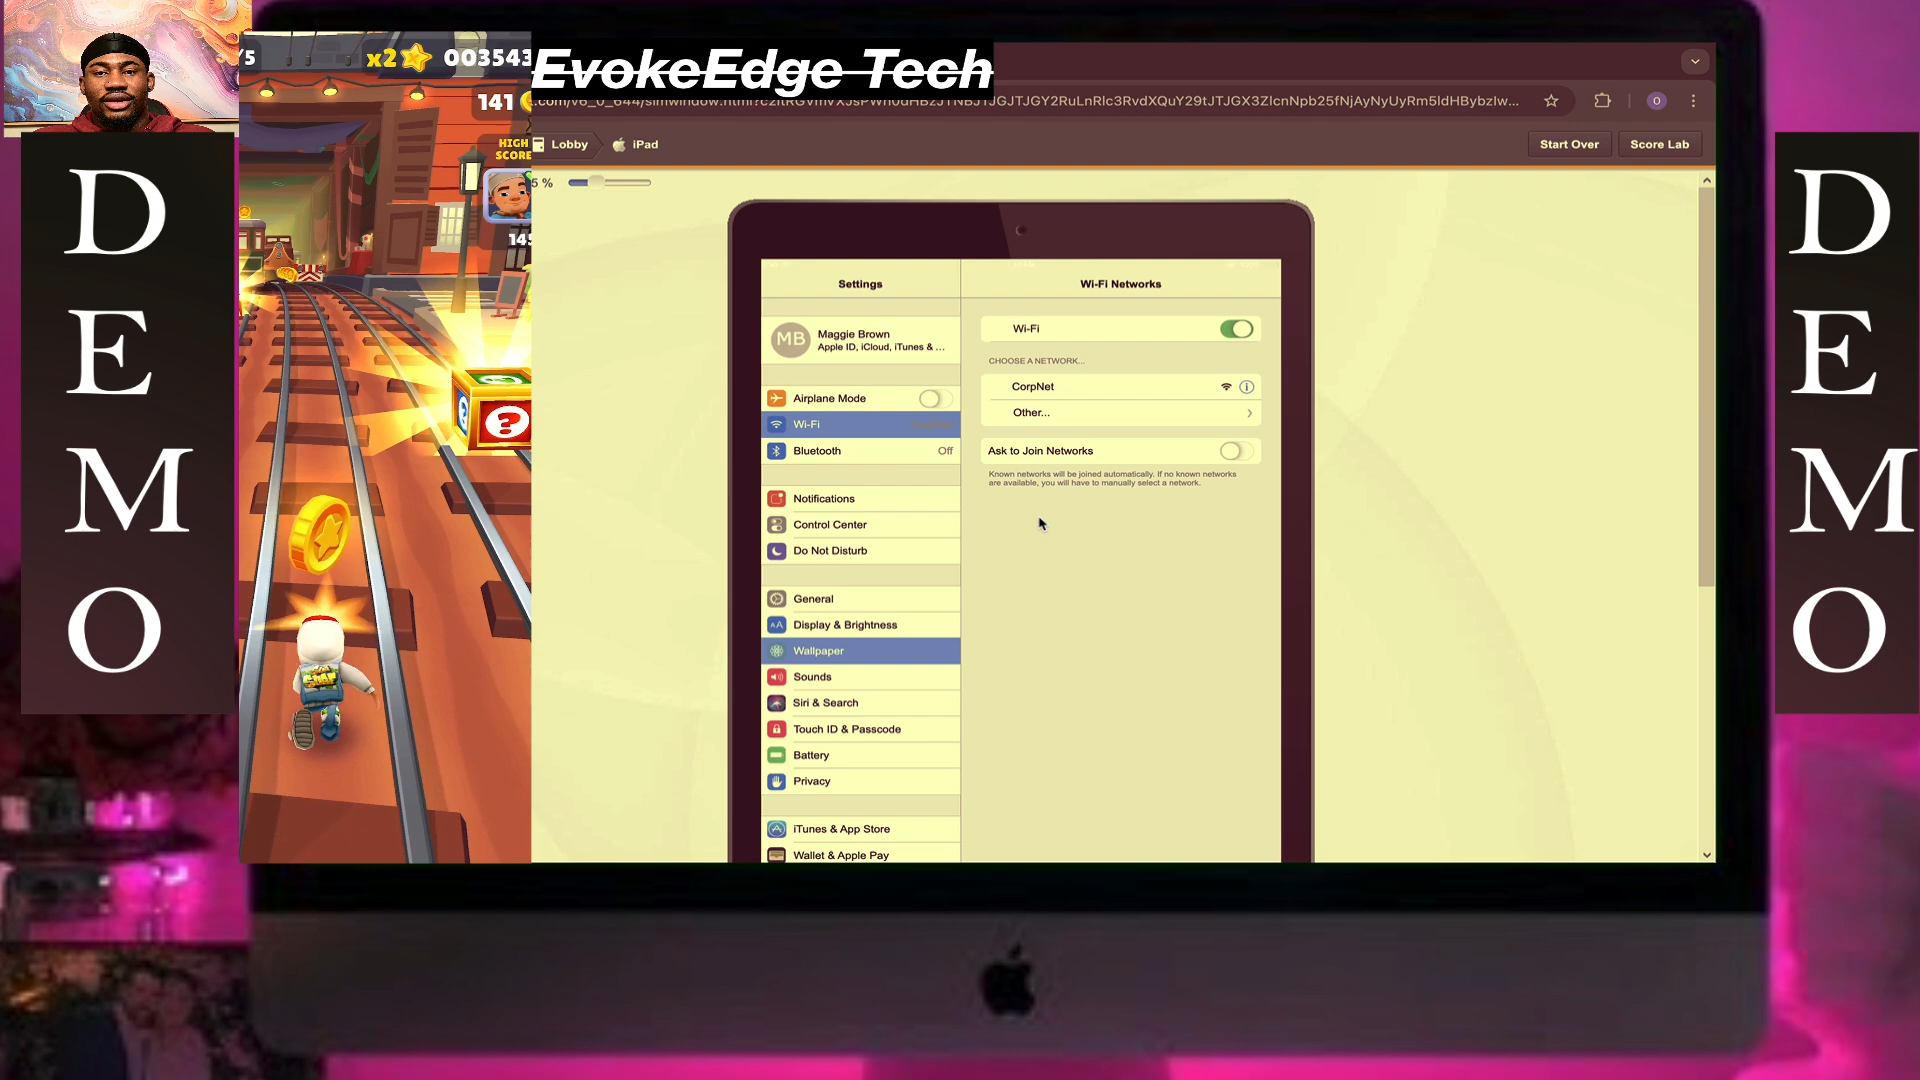 EvokeEdge Tech
/5
x2
003543
141
HIGH
SCORE
145
D
E
M
O
Lobby
iPad
Start Over
Score Lab
5 %
Settings
Wi-Fi Networks
MB
Maggie Brown
Apple ID, iCloud, iTunes & ...
Airplane Mode
Wi-Fi
Bluetooth
Off
Notifications
Control Center
Do Not Disturb
General
AA
Display & Brightness
Wallpaper
Sounds
Siri & Search
Touch ID & Passcode
Battery
Privacy
iTunes & App Store
Wallet & Apple Pay
Wi-Fi
CHOOSE A NETWORK...
CorpNet
Other...
Ask to Join Networks
Known networks will be joined automatically. If no known networks
are available, you will have to manually select a network.
O
?
D
E
M
O